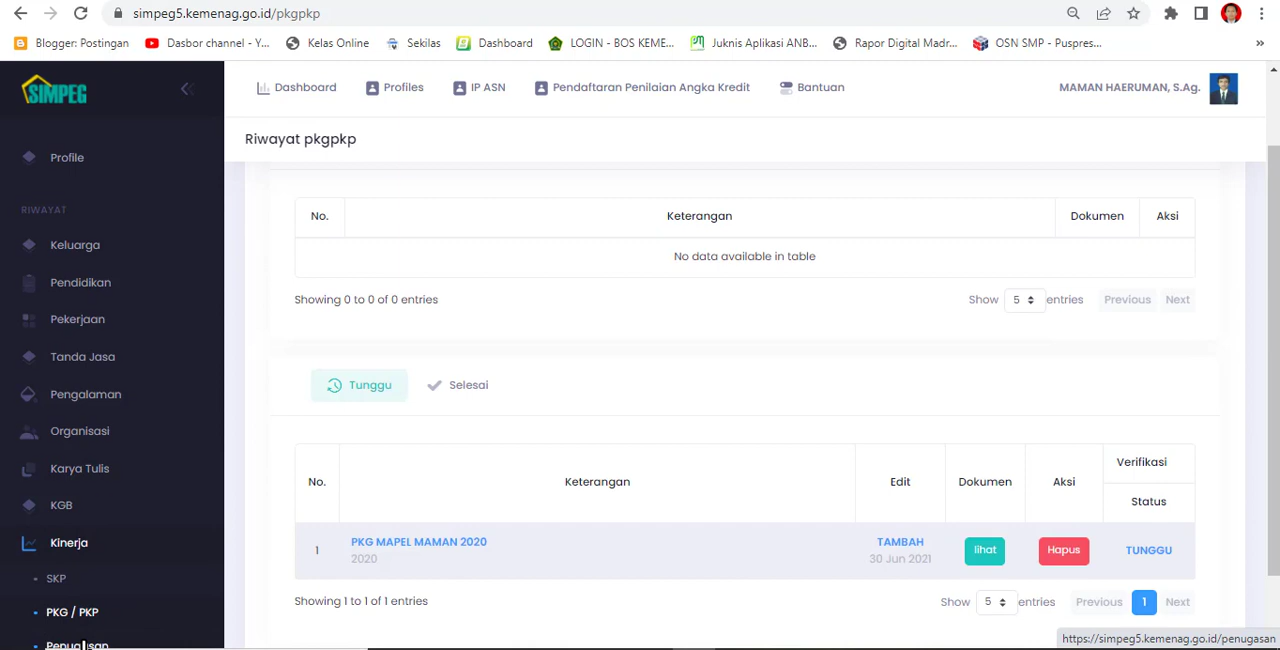 simpeg5.kemenag.go.id/pkgpkp
Blogger: Postingan
Dasbor channel - Y...
Kelas Online
Sekilas
Dashboard
LOGIN - BOS KEME...
Juknis Aplikasi ANB...
Rapor Digital Madr...
OSN SMP - Puspres...
»
SIMPEG
Dashboard
Profiles
IP ASN
Pendaftaran Penilaian Angka Kredit
Bantuan
MAMAN HAERUMAN, S.Ag.
Riwayat pkgpkp
Profile
RIWAYAT
Keluarga
Pendidikan
Pekerjaan
Tanda Jasa
Pengalaman
Organisasi
Karya Tulis
KGB
Kinerja
SKP
PKG / PKP
Penugasan
No. Keterangan Dokumen Aksi
No data available in table
Showing 0 to 0 of 0 entries
Show 5 entries Previous Next
Tunggu
Selesai
No. Keterangan Edit Dokumen Aksi Verifikasi
Status
1 PKG MAPEL MAMAN 2020 TAMBAH lihat Hapus TUNGGU
2020 30 Jun 2021
Showing 1 to 1 of 1 entries
Show 5 entries Previous 1 Next
https://simpeg5.kemenag.go.id/penugasan